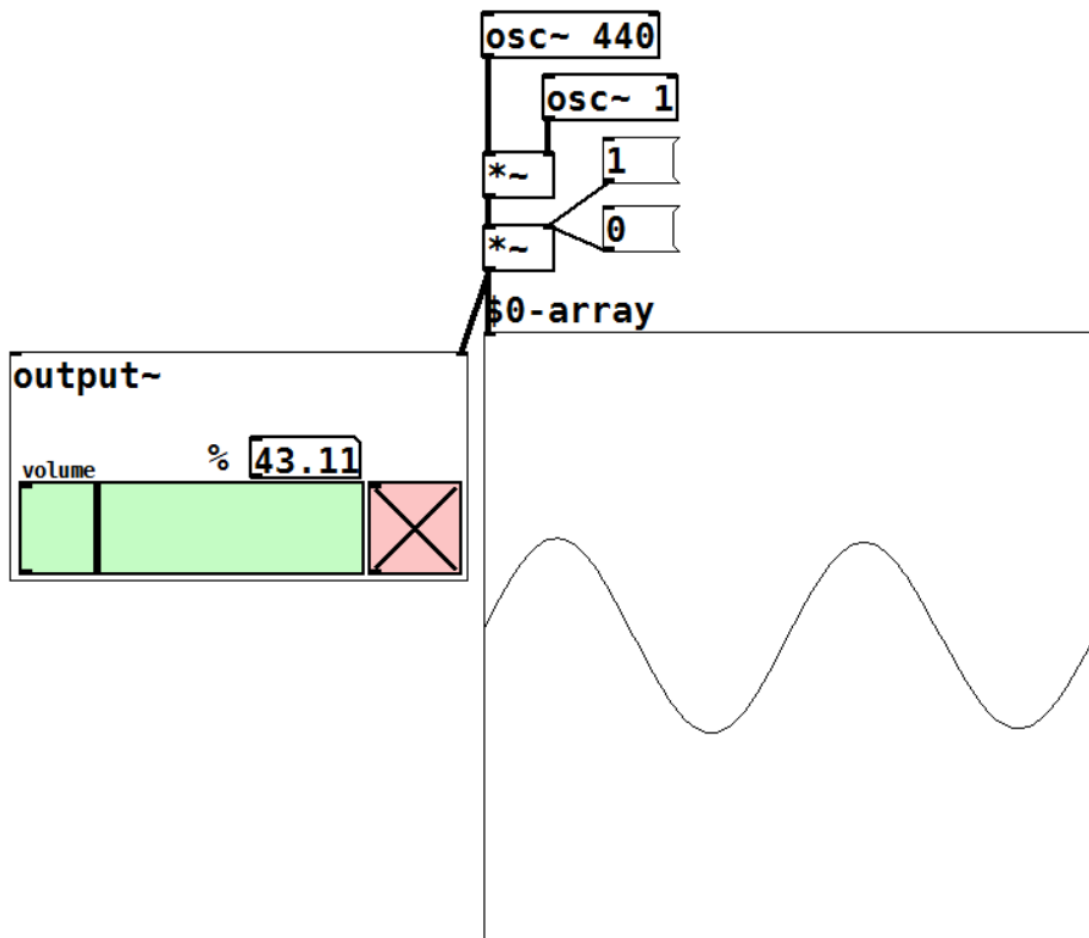 osc~ 440
osc~ 1
*~
1
*~
0
$0-array
output~
% 43.11
volume